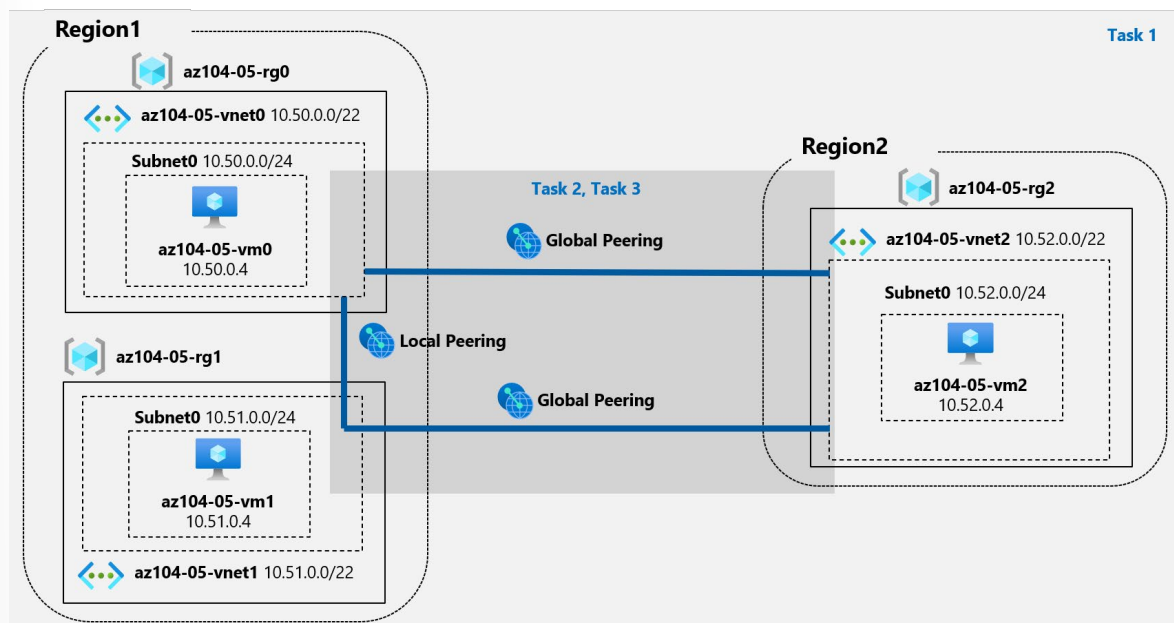 Region1
Task 1
az104-05-rg0
az104-05-vnet0 10.50.0.0/22
Subnet0 10.50.0.0/24
az104-05-vm0
10.50.0.4
az104-05-rg1
Subnet0 10.51.0.0/24
az104-05-vm1
10.51.0.4
az104-05-vnet1 10.51.0.0/22
Task 2, Task 3
Global Peering
Local Peering
Global Peering
Region2
az104-05-rg2
az104-05-vnet2 10.52.0.0/22
Subnet0 10.52.0.0/24
az104-05-vm2
10.52.0.4